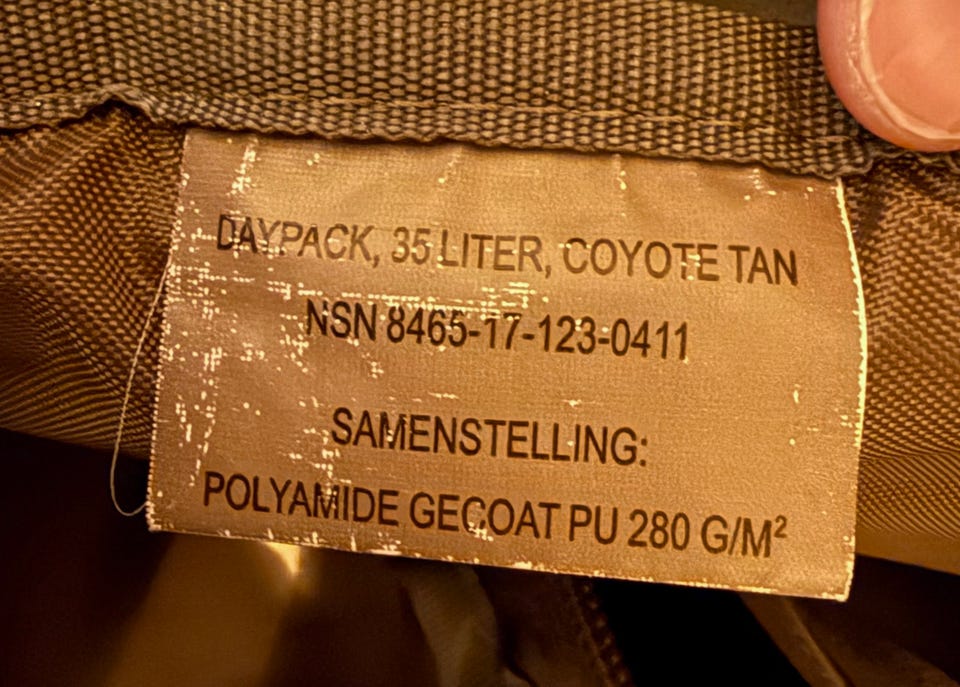 DAYPACK, 35 LITER, COYOTE TAN
NSN 8465-17-123-0411
SAMENSTELLING:
POLYAMIDE GECOAT PU 280 G/M²